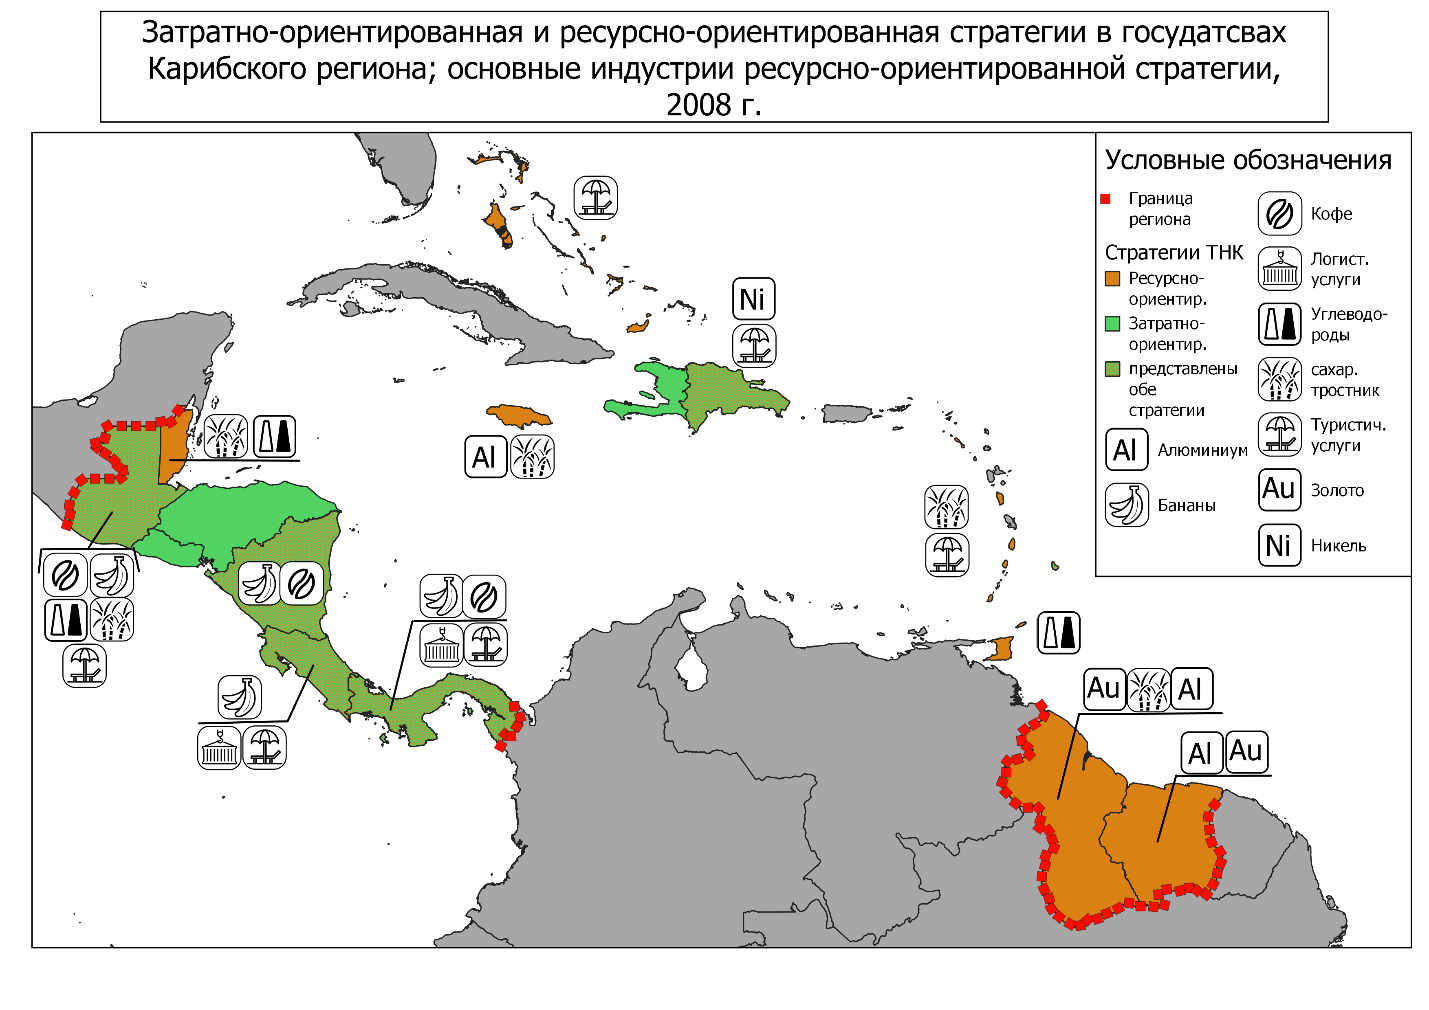 Затратно-ориентированная и ресурсно-ориентированная стратегии в госудатсвах
Карибского региона; основные индустрии ресурсно-ориентированной стратегии,
2008 г.
Условные обозначения
Граница
региона
Стратегии ТНК
Ресурсно-
ориентир.
Затратно-
ориентир.
представлены
обе
стратегии
Al
Алюминиум
Бананы
Кофе
Логист.
услуги
Углеводо-
роды
сахар.
тростник
Туристич.
услуги
Au
Золото
Ni
Никель
Ni
Al
Au
Al
Al
Au